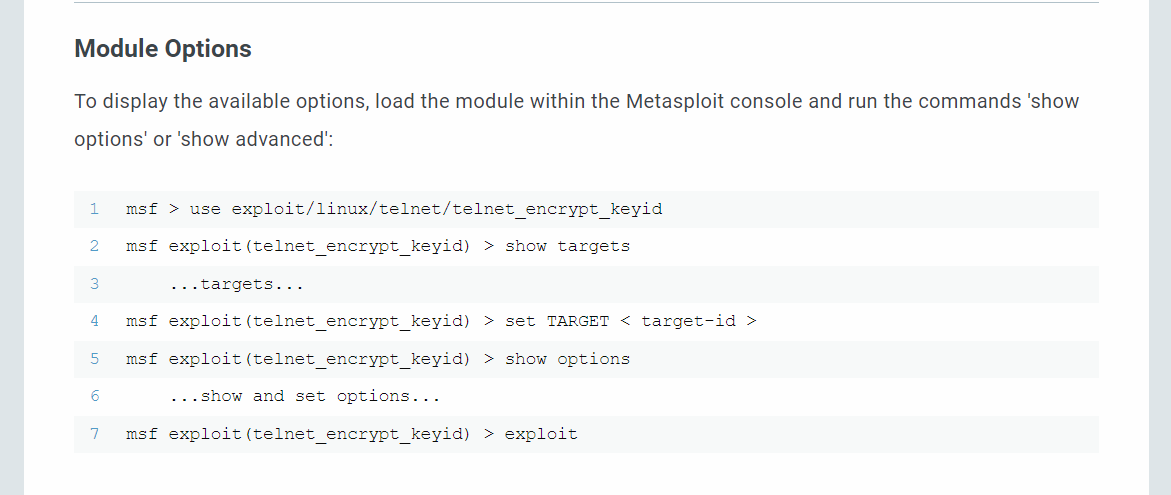 Module Options
To display the available options, load the module within the Metasploit console and run the commands 'show
options' or 'show advanced':
1 msf > use exploit/linux/telnet/telnet_encrypt_keyid
2 msf exploit(telnet_encrypt_keyid) > show targets
3 ...targets...
4 msf exploit(telnet_encrypt_keyid) > set TARGET < target-id >
5 msf exploit(telnet_encrypt_keyid) > show options
6 ...show and set options...
7 msf exploit(telnet_encrypt_keyid) > exploit